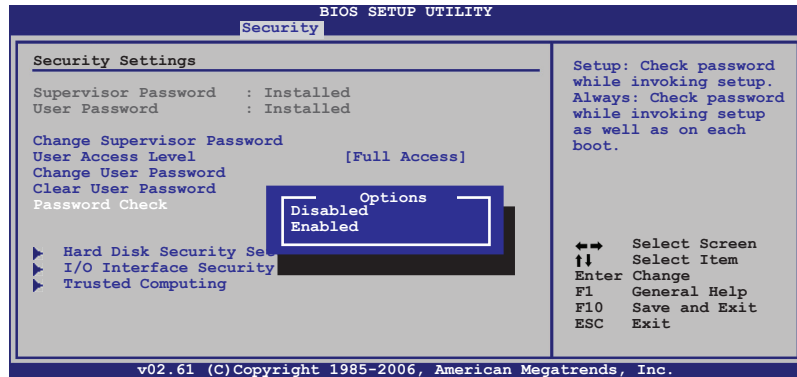 BIOS SETUP UTILITY
Security
Security Settings
Supervisor Password : Installed
User Password : Installed
Change Supervisor Password
User Access Level [Full Access]
Change User Password
Clear User Password
Password Check
Hard Disk Security Se
I/O Interface Security
Trusted Computing
Options
Disabled
Enabled
Setup: Check password
while invoking setup.
Always: Check password
while invoking setup
as well as on each
boot.
Select Screen
Select Item
Enter Change
F1 General Help
F10 Save and Exit
ESC Exit
v02.61 (C)Copyright 1985-2006, American Megatrends, Inc.